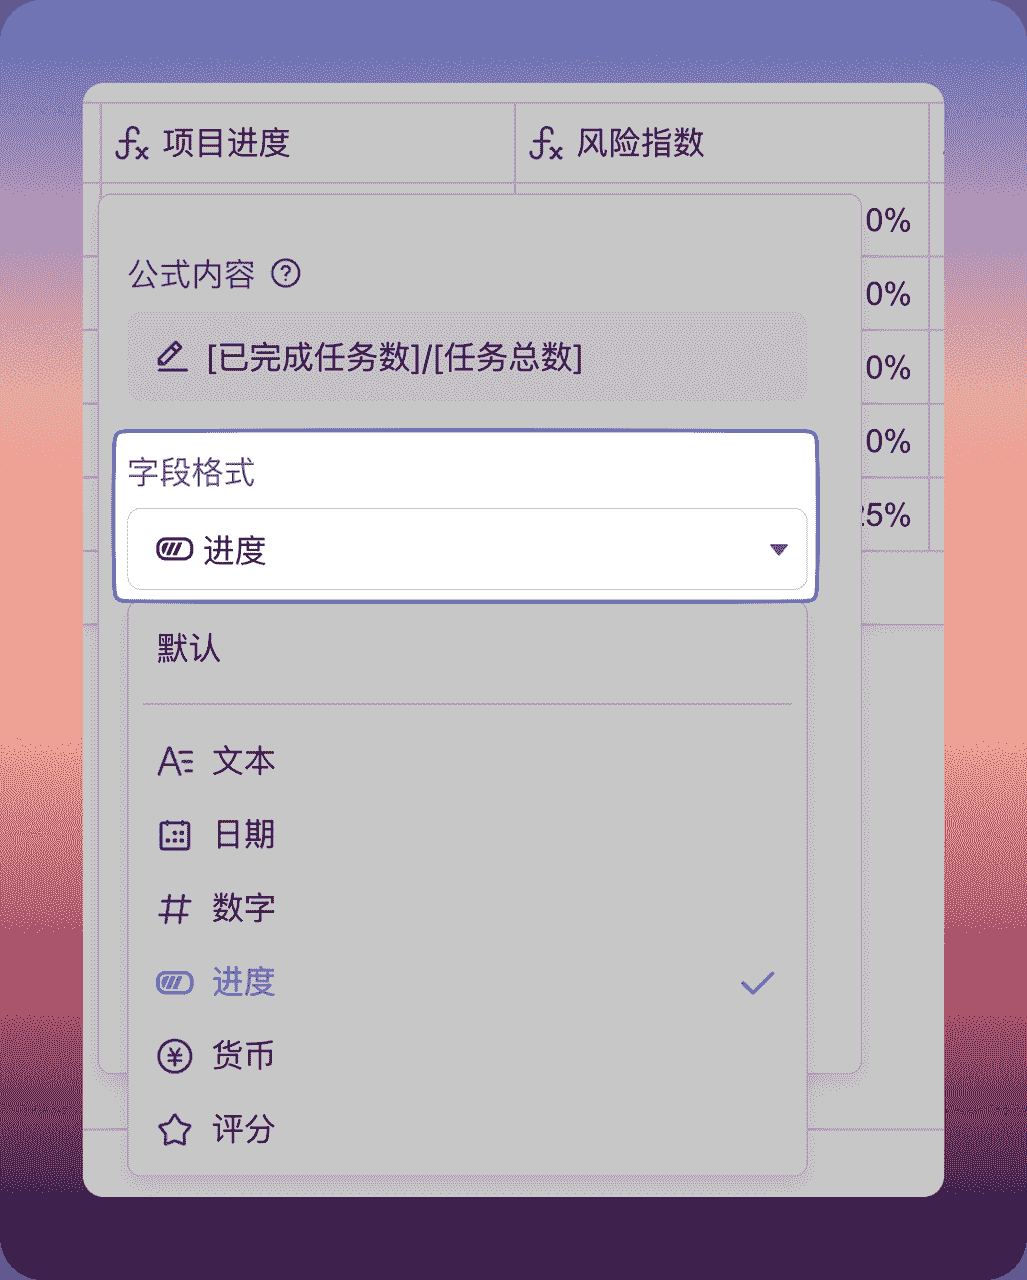 项目进度
风险指数
0%
公式内容
0%
[已完成任务数]/[任务总数]
0%
0%
字段格式
25%
进度
默认
文本
日期
数字
进度
货币
评分